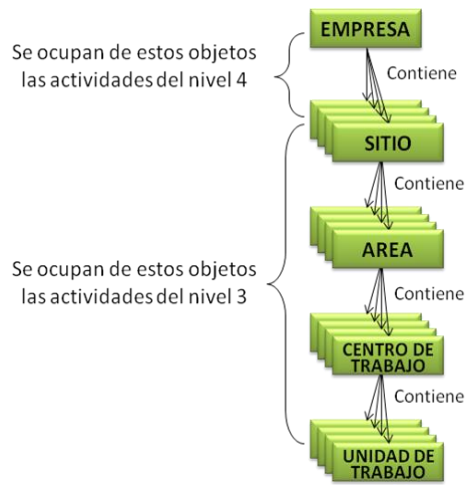 EMPRESA
Se ocupan de estos objetos
las actividades del nivel 4
Contiene
SITIO
Contiene
AREA
Se ocupan de estos objetos
las actividades del nivel 3
Contiene
CENTRO DE
TRABAJO
Contiene
UNIDAD DE
TRABAJO